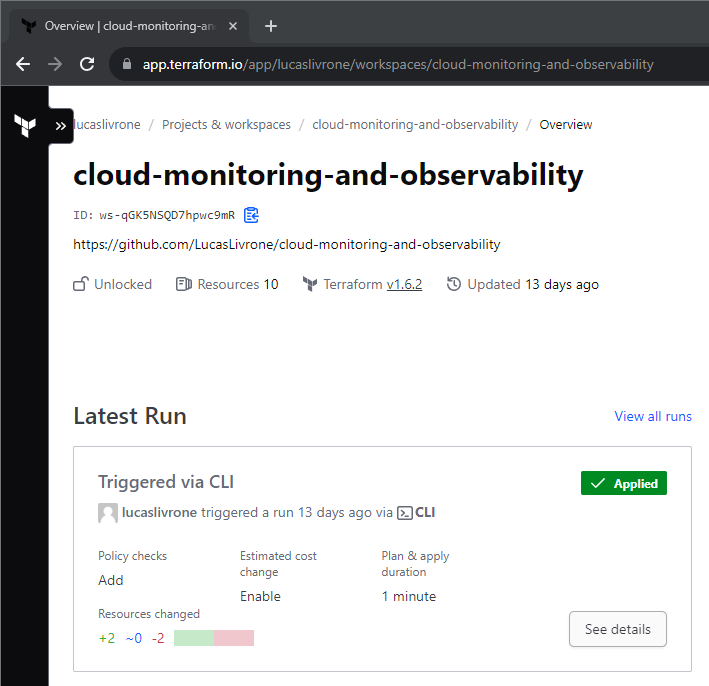 Overview | cloud-monitoring-an
app.terraform.io/app/lucaslivrone/workspaces/cloud-monitoring-and-observability
lucaslivrone / Projects & workspaces / cloud-monitoring-and-observability / Overview
cloud-monitoring-and-observability
ID: ws-qGK5NSQD7hpwc9mR
https://github.com/LucasLivrone/cloud-monitoring-and-observability
Unlocked Resources 10 Terraform v1.6.2 Updated 13 days ago
Latest Run View all runs
Triggered via CLI Applied
lucaslivrone triggered a run 13 days ago via CLI
Policy checks
Add
Estimated cost
change
Enable
Plan & apply
duration
1 minute
Resources changed
+2 ~0 -2
See details